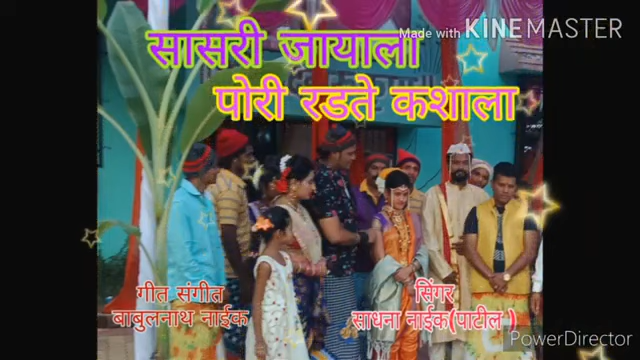 Made with KINEMASTER
सासरी जायाला
पोरी रडते कशाला
गीत संगीत
बाबुलनाथ नाईक
सिंगर
साधना नाईक(पाटील )
PowerDirector